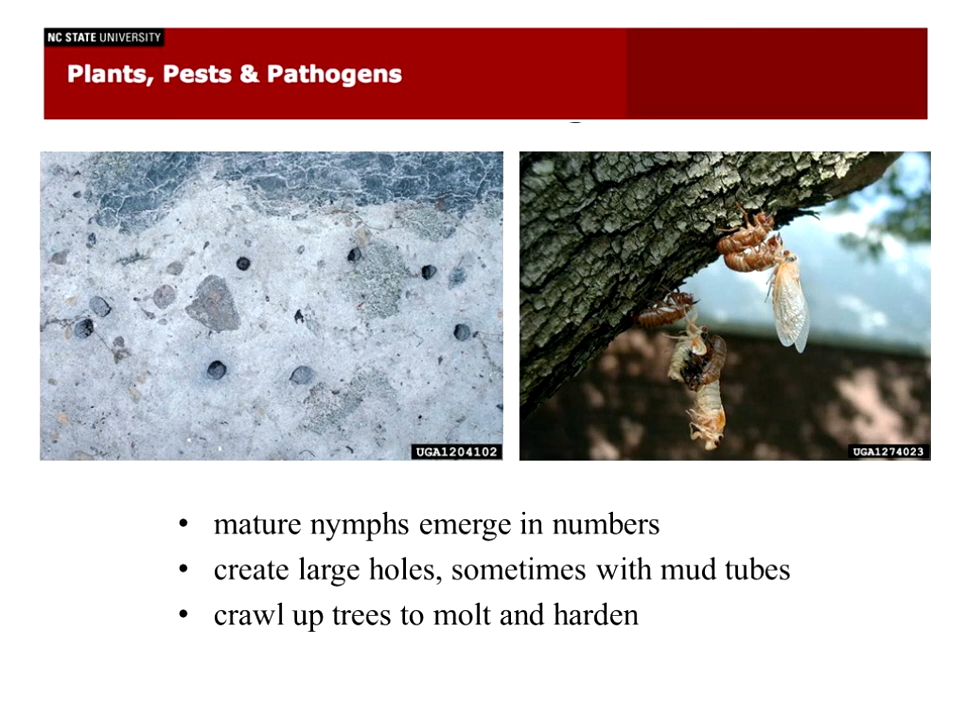 NC STATE UNIVERSITY
Plants, Pests & Pathogens
UGA1204102
UGA1274023
• mature nymphs emerge in numbers
• create large holes, sometimes with mud tubes
• crawl up trees to molt and harden